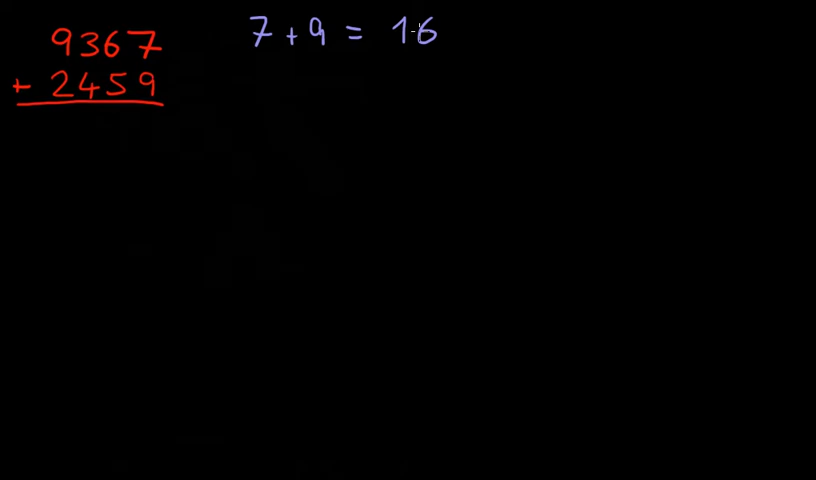 9367
+ 2459
7 + 9 = 16